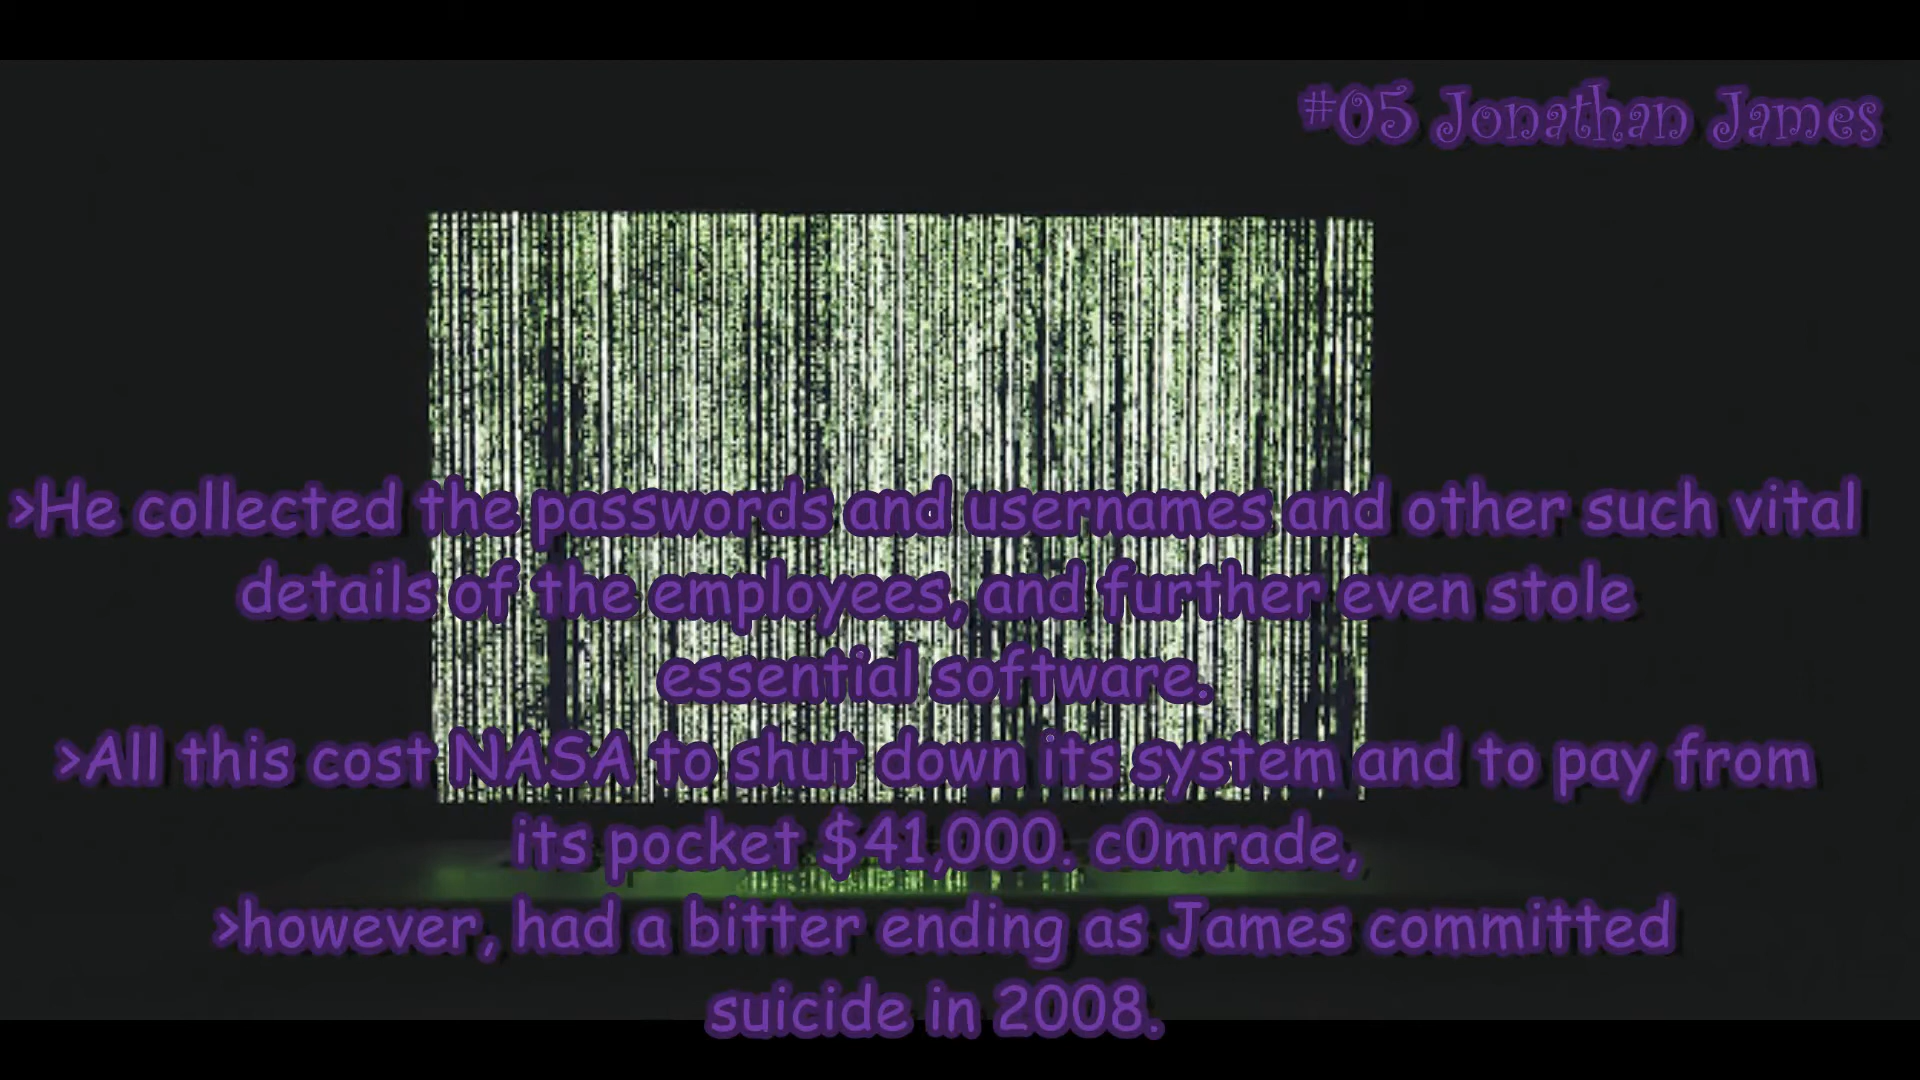 #05 Jonathan James
>He collected the passwords and usernames and other such vital
details of the employees, and further even stole
essential software.
>All this cost NASA to shut down its system and to pay from
its pocket $41,000. c0mrade,
>however, had a bitter ending as James committed
suicide in 2008.